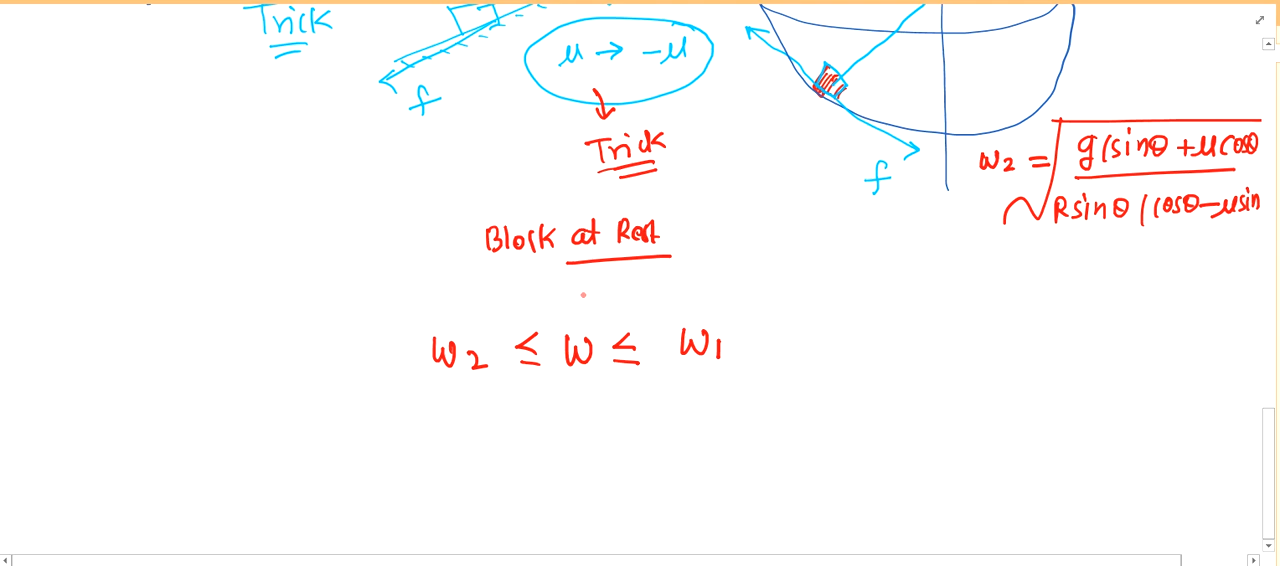 Trick
f
μ → -μ
Trick
f
ω₂ = √ g(sinθ + μcosθ
Rsinθ (cosθ-μsin
Block at Rest
ω₂ ≤ ω ≤ ω₁